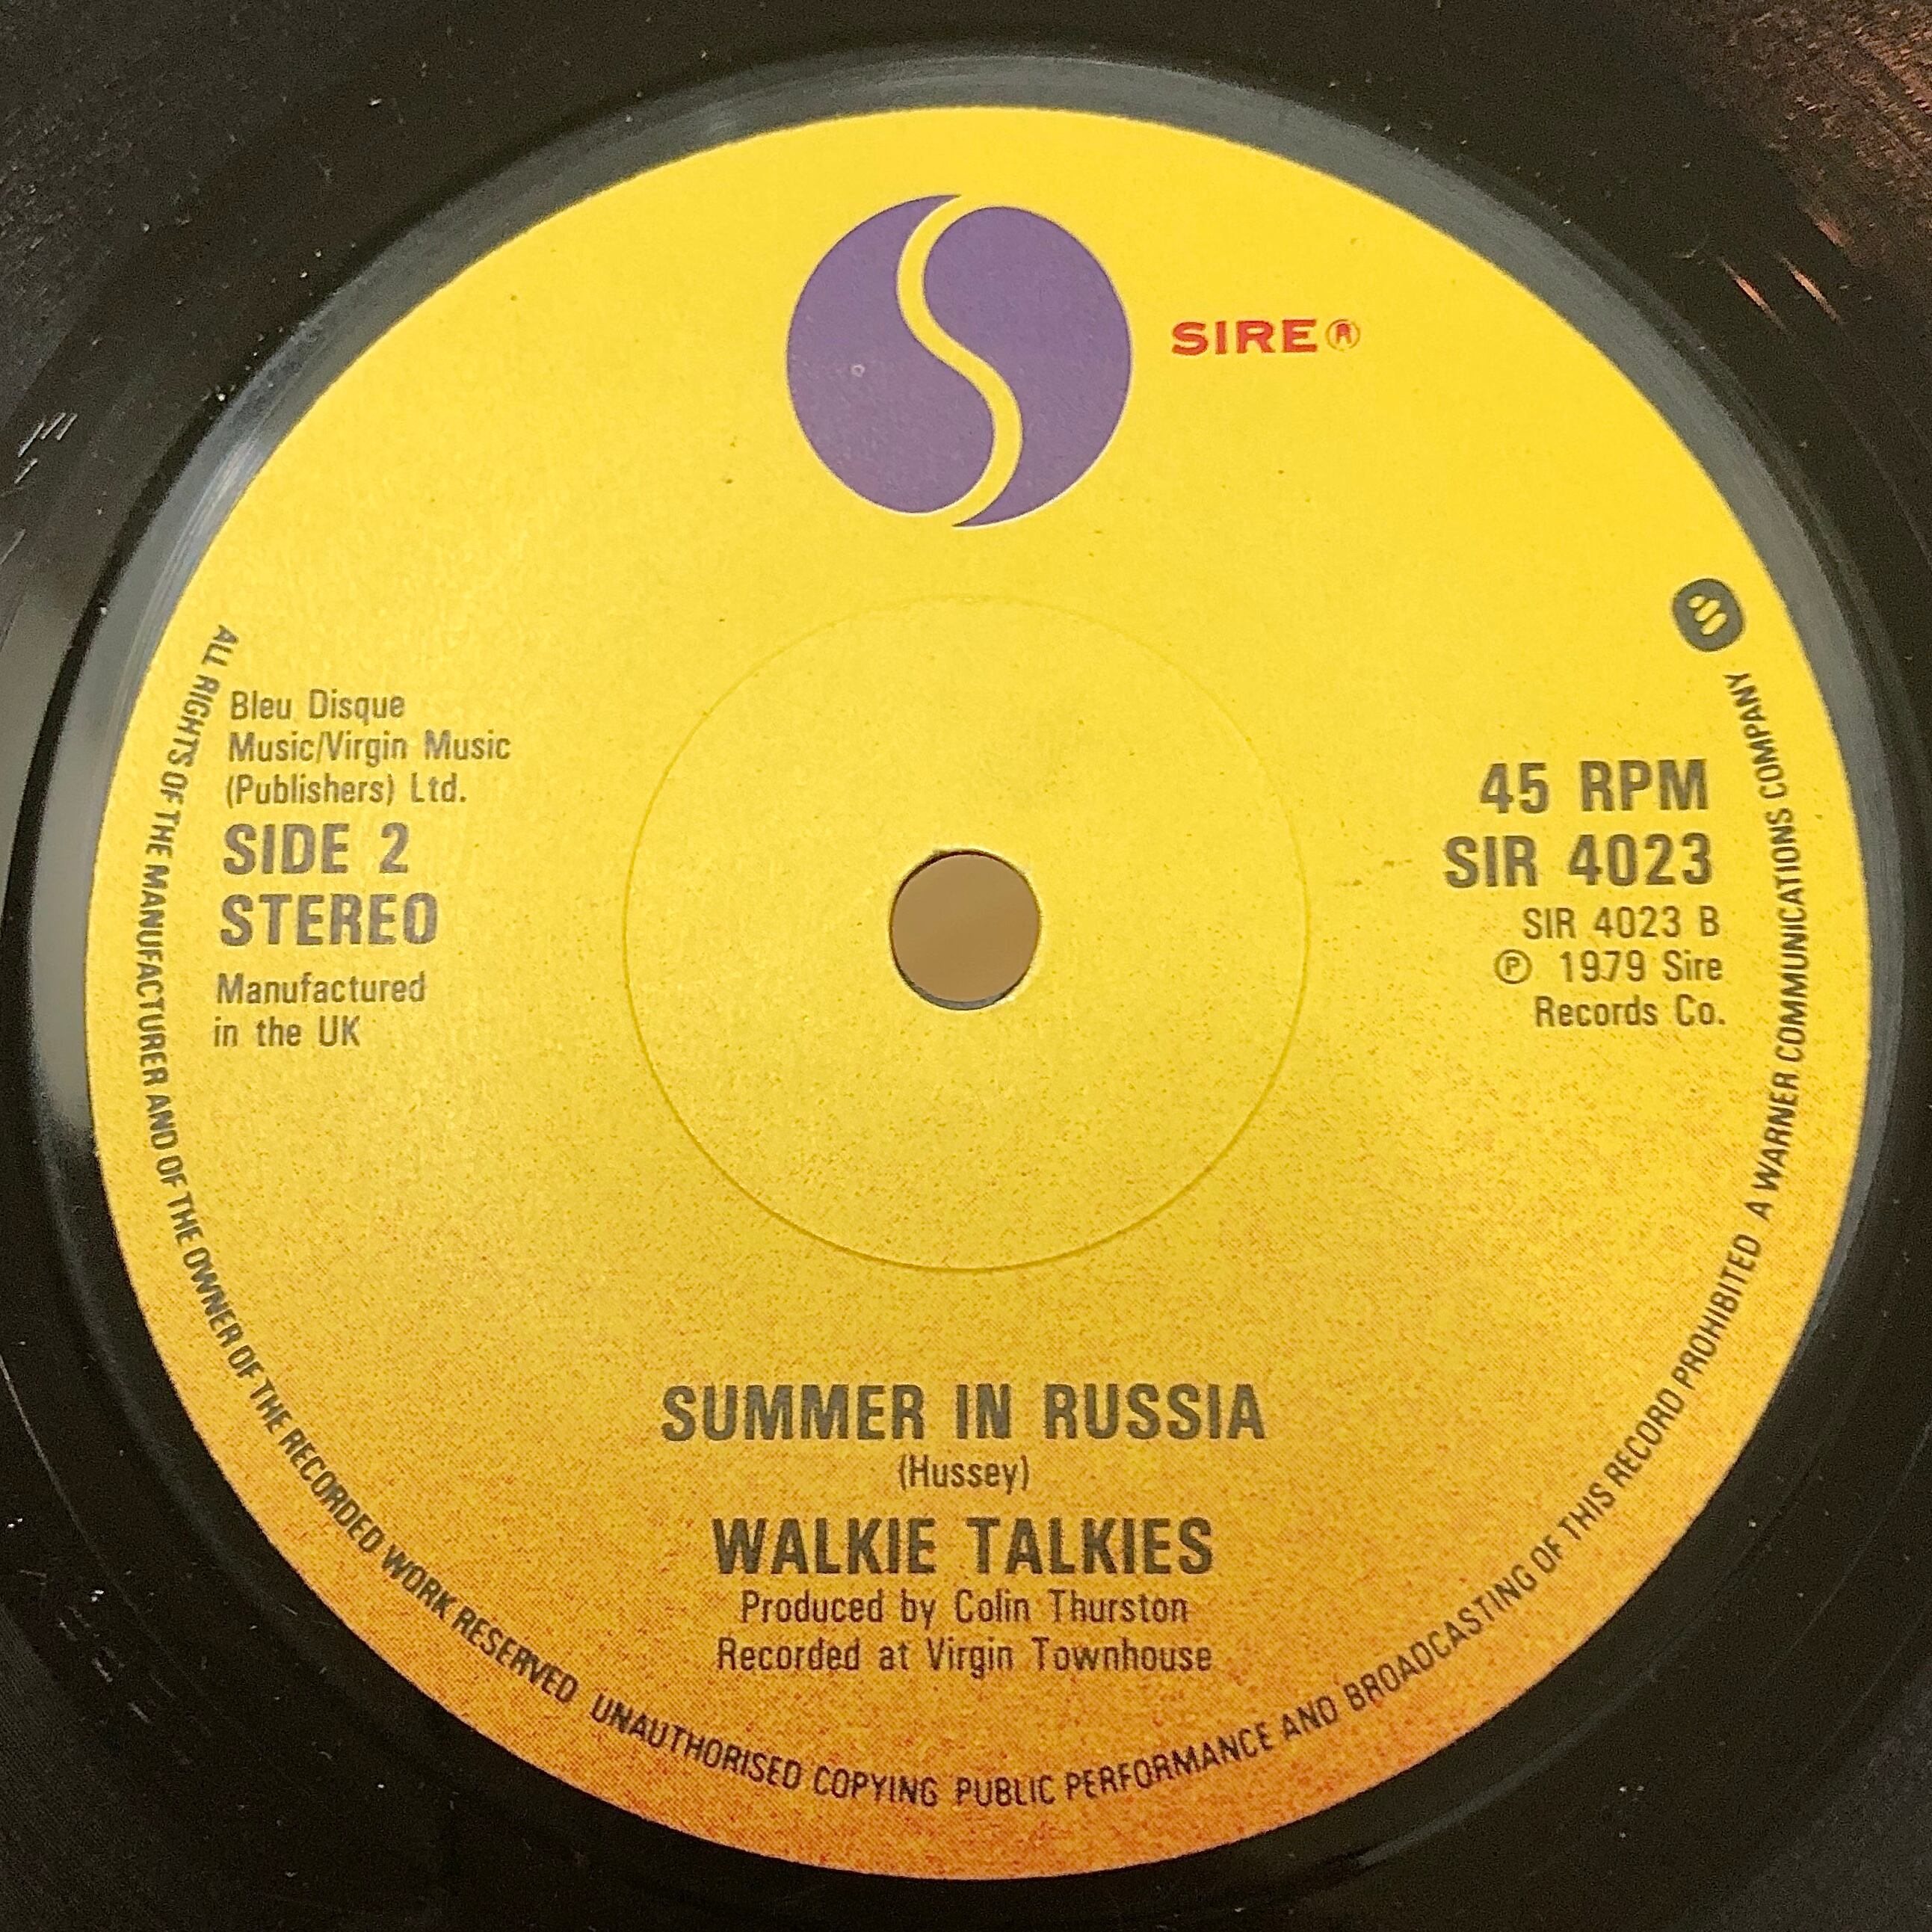 SIRE®
Bleu Disque
Music/Virgin Music
(Publishers) Ltd.
SIDE 2
STEREO
Manufactured
in the UK
45 RPM
SIR 4023
SIR 4023 B
℗ 1979 Sire
Records Co.
SUMMER IN RUSSIA
(Hussey)
WALKIE TALKIES
Produced by Colin Thurston
Recorded at Virgin Townhouse
ALL RIGHTS OF THE MANUFACTURER AND OF THE OWNER OF THE RECORDED WORK RESERVED UNAUTHORISED COPYING PUBLIC PERFORMANCE AND BROADCASTING OF THIS RECORD PROHIBITED A WARNER COMMUNICATIONS COMPANY